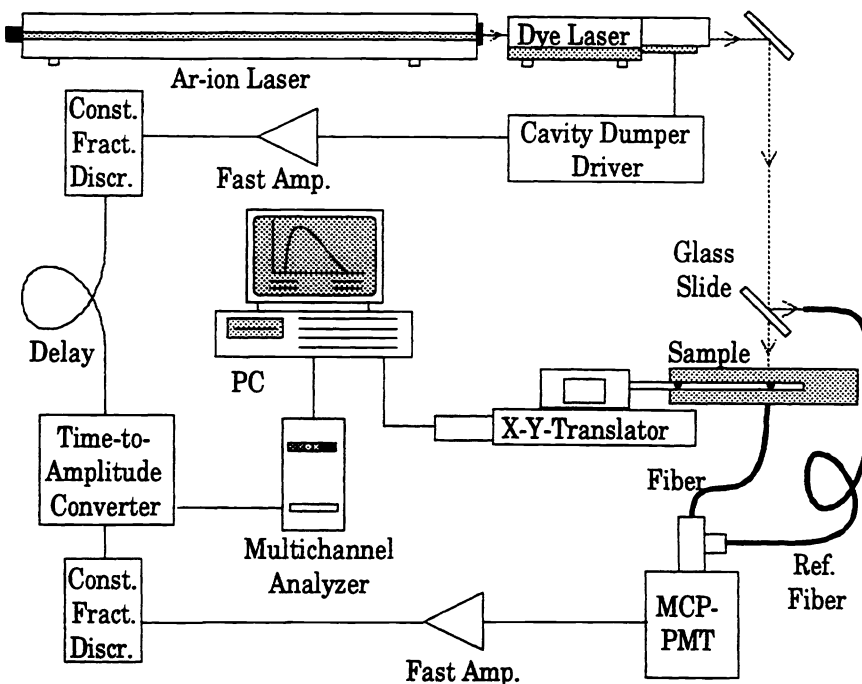 Dye Laser
Ar-ion Laser
Const.
Fract.
Discr.
Fast Amp.
Cavity Dumper
Driver
Glass
Slide
Delay
PC
Sample
X-Y-Translator
Time-to-
Amplitude
Converter
Fiber
Multichannel
Analyzer
Ref.
Fiber
Const.
Fract.
Discr.
MCP-
PMT
Fast Amp.